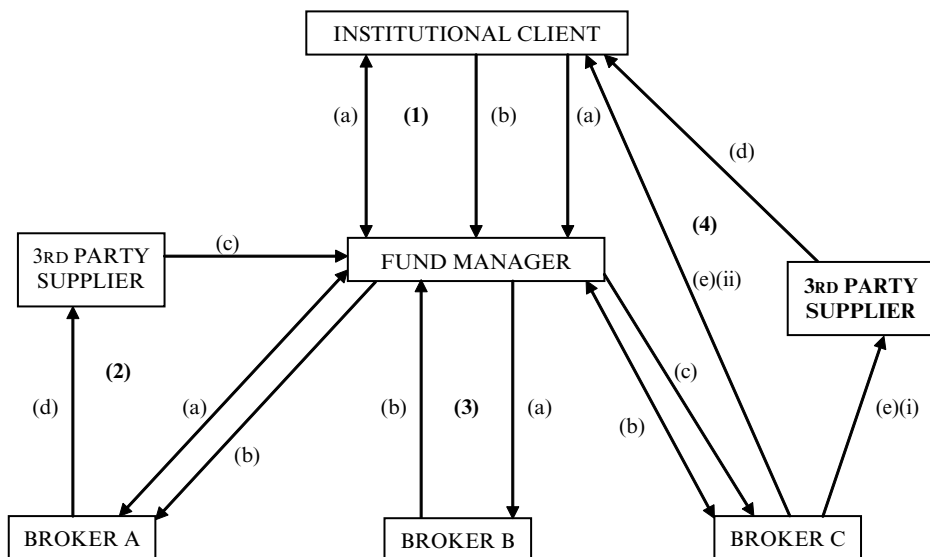 INSTITUTIONAL CLIENT
(a)
(1)
(b)
(a)
(d)
3RD PARTY
SUPPLIER
(c)
FUND MANAGER
(4)
(e)(ii)
3RD PARTY
SUPPLIER
(2)
(d)
(a)
(b)
(b)
(3)
(a)
(c)
(b)
(e)(i)
BROKER A
BROKER B
BROKER C